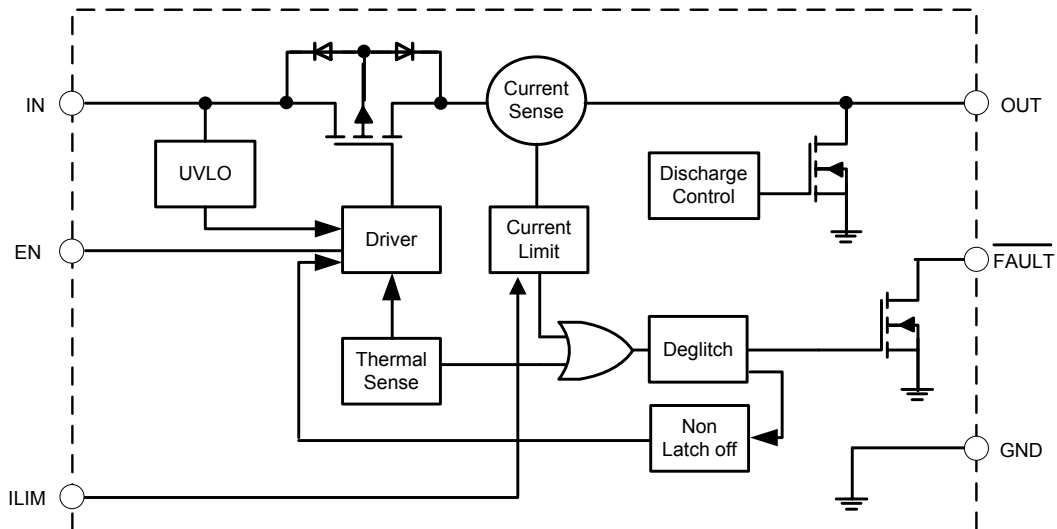 IN
Current
Sense
OUT
UVLO
Discharge
Control
EN
Driver
Current
Limit
FAULT
Thermal
Sense
Deglitch
Non
Latch off
GND
ILIM